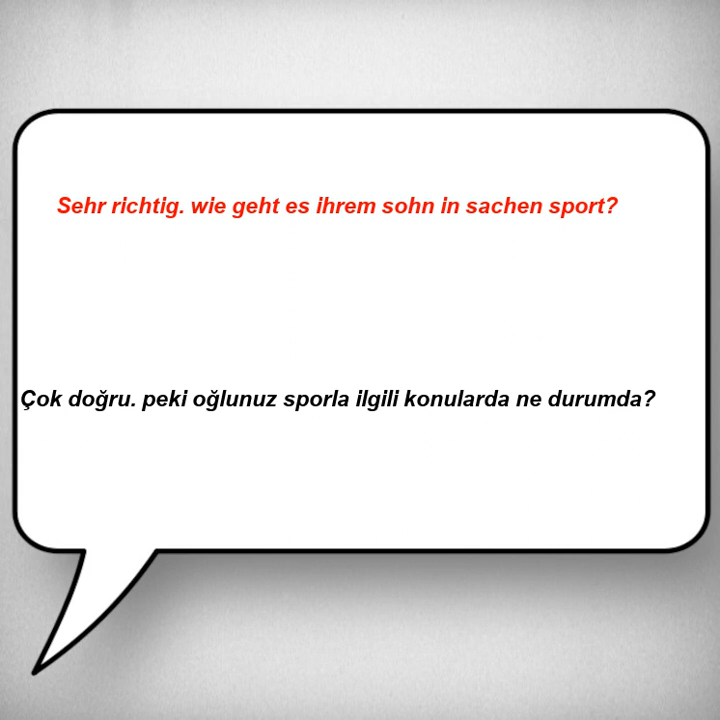 Sehr richtig. wie geht es ihrem sohn in sachen sport?
Çok doğru. peki oğlunuz sporla ilgili konularda ne durumda?